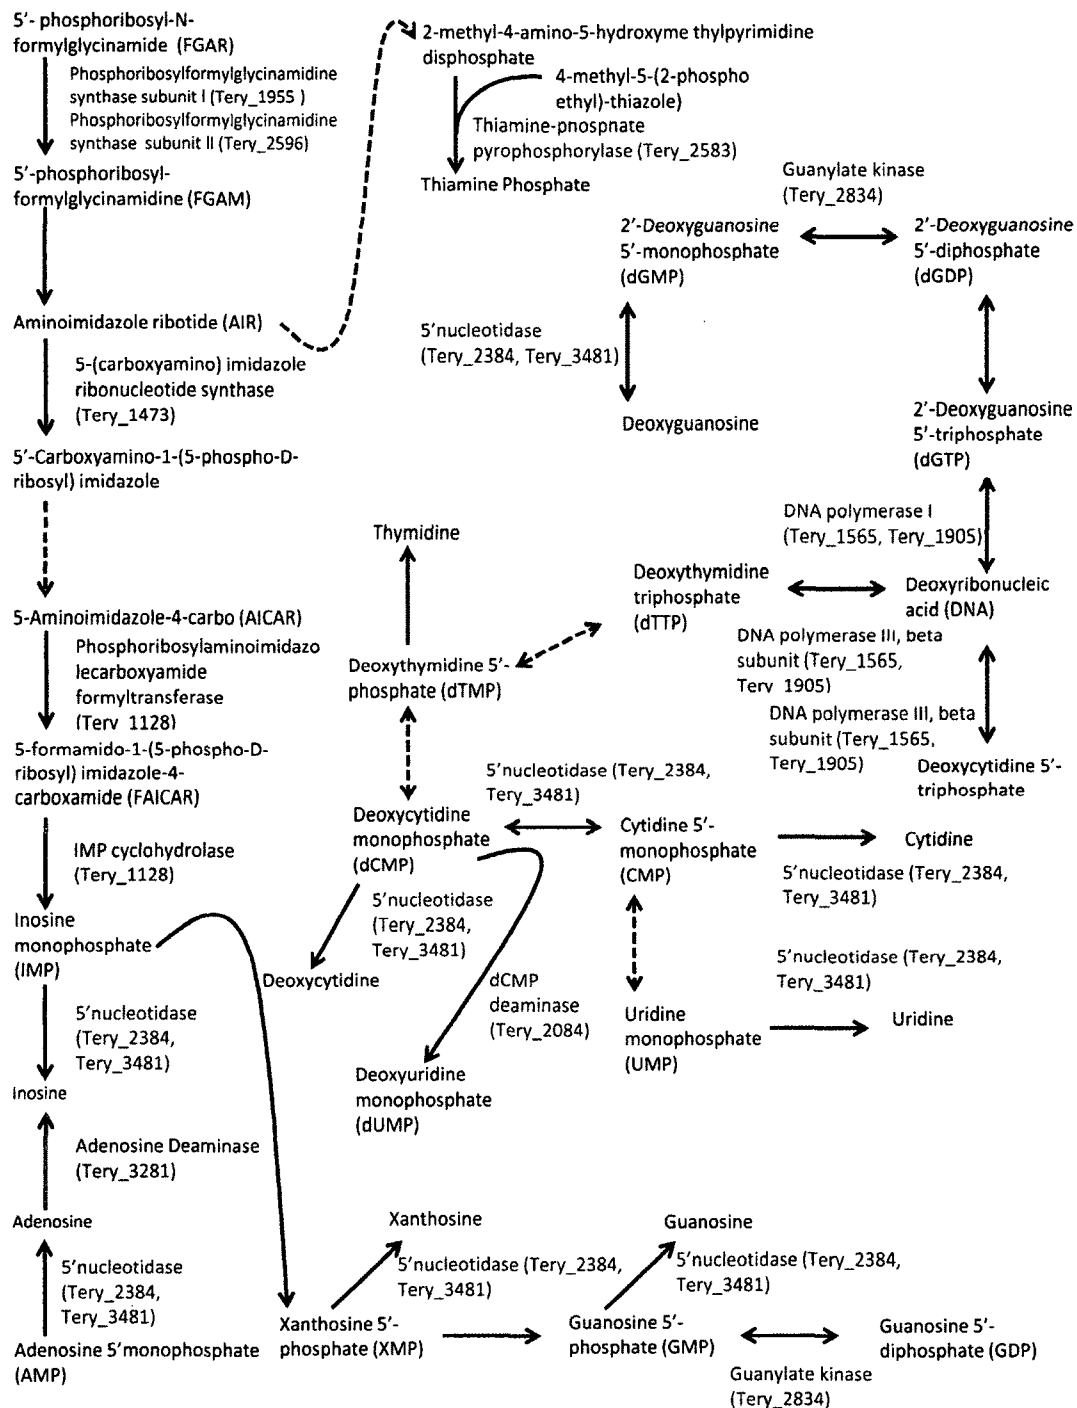 5'- phosphoribosyl-N-
formylglycinamide (FGAR)
Phosphoribosylformylglycinamidine
synthase subunit I (Tery_1955 )
Phosphoribosylformylglycinamidine
synthase subunit II (Tery_2596)
5'-phosphoribosyl-
formylglycinamidine (FGAM)
Aminoimidazole ribotide (AIR)
5-(carboxyamino) imidazole
ribonucleotide synthase
(Tery_1473)
5'-Carboxyamino-1-(5-phospho-D-
ribosyl) imidazole
5-Aminoimidazole-4-carbo (AICAR)
Phosphoribosylaminoimidazo
lecarboxyamide
formyltransferase
(Terv_1128)
5-formamido-1-(5-phospho-D-
ribosyl) imidazole-4-
carboxamide (FAICAR)
IMP cyclohydrolase
(Tery_1128)
Inosine
monophosphate
(IMP)
5'nucleotidase
(Tery_2384,
Tery_3481)
Inosine
Adenosine Deaminase
(Tery_3281)
Adenosine
5'nucleotidase
(Tery_2384,
Tery_3481)
Adenosine 5'monophosphate
(AMP)
2-methyl-4-amino-5-hydroxyme thylpyrimidine
disphosphate
4-methyl-5-(2-phospho
ethyl)-thiazole)
Thiamine-pnospnate
pyrophosphorylase (Tery_2583)
Thiamine Phosphate
Guanylate kinase
(Tery_2834)
2'-Deoxyguanosine
5'-monophosphate
(dGMP)
2'-Deoxyguanosine
5'-diphosphate
(dGDP)
5'nucleotidase
(Tery_2384, Tery_3481)
Deoxyguanosine
2'-Deoxyguanosine
5'-triphosphate
(dGTP)
DNA polymerase I
(Tery_1565, Tery_1905)
Thymidine
Deoxythymidine
triphosphate
(dTTP)
Deoxyribonucleic
acid (DNA)
DNA polymerase III, beta
subunit (Tery_1565,
Terv_1905)
Deoxythymidine 5'-
phosphate (dTMP)
DNA polymerase III, beta
subunit (Tery_1565,
Tery_1905)
Deoxycytidine 5'-
triphosphate
5'nucleotidase (Tery_2384,
Tery_3481)
Deoxycytidine
monophosphate
(dCMP)
Cytidine 5'-
monophosphate
(CMP)
Cytidine
5'nucleotidase (Tery_2384,
Tery_3481)
5'nucleotidase
(Tery_2384,
Tery_3481)
Deoxycytidine
dCMP
deaminase
(Tery_2084)
5'nucleotidase (Tery_2384,
Tery_3481)
Uridine
monophosphate
(UMP)
Uridine
Deoxyuridine
monophosphate
(dUMP)
Xanthosine
5'nucleotidase (Tery_2384,
Tery_3481)
Guanosine
5'nucleotidase (Tery_2384,
Tery_3481)
Xanthosine 5'-
phosphate (XMP)
Guanosine 5'-
phosphate (GMP)
Guanosine 5'-
diphosphate (GDP)
Guanylate kinase
(Tery_2834)